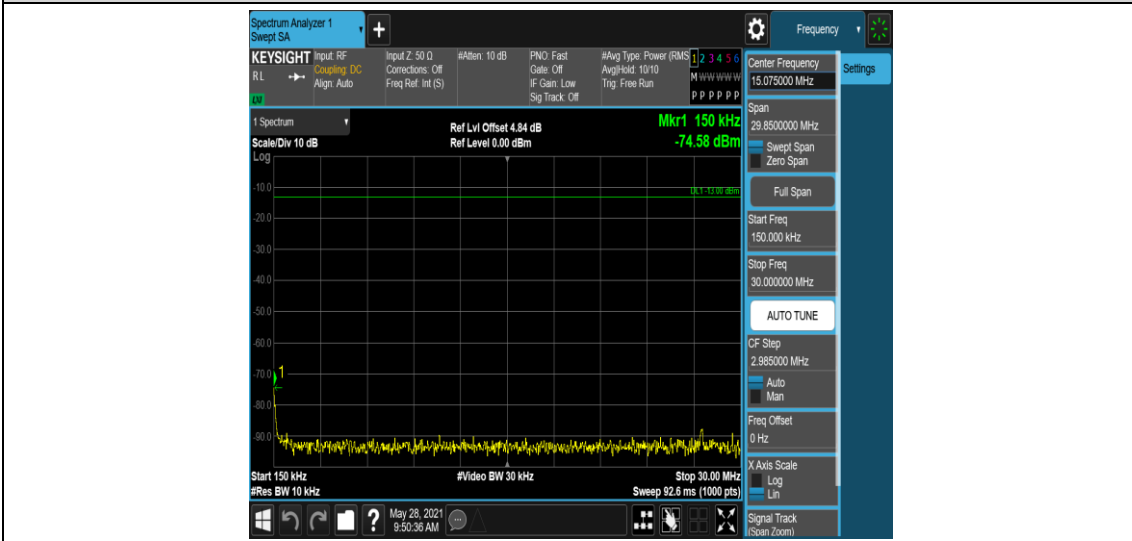 Spectrum Analyzer 1
Swept SA
+
Frequency
KEYSIGHT
RL
LXI
Input: RF
Coupling: DC
Align: Auto
Input Z: 50 Ω
Corrections: Off
Freq Ref: Int (S)
#Atten: 10 dB
PNO: Fast
Gate: Off
IF Gain: Low
Sig Track: Off
#Avg Type: Power (RMS
Avg|Hold: 10/10
Trig: Free Run
1 2 3 4 5 6
M W W W W W
P P P P P P
1 Spectrum
Scale/Div 10 dB
Log
Ref Lvl Offset 4.84 dB
Ref Level 0.00 dBm
Mkr1 150 kHz
-74.58 dBm
DL1 -13.00 dBm
-10.0
-20.0
-30.0
-40.0
-50.0
-60.0
-70.0
1
-80.0
-90.0
Start 150 kHz
#Video BW 30 kHz
Stop 30.00 MHz
#Res BW 10 kHz
Sweep 92.6 ms (1000 pts)
?
May 28, 2021
9:50:36 AM
Center Frequency
15.075000 MHz
Settings
Span
29.8500000 MHz
Swept Span
Zero Span
Full Span
Start Freq
150.000 kHz
Stop Freq
30.000000 MHz
AUTO TUNE
CF Step
2.985000 MHz
Auto
Man
Freq Offset
0 Hz
X Axis Scale
Log
Lin
Signal Track
(Span Zoom)